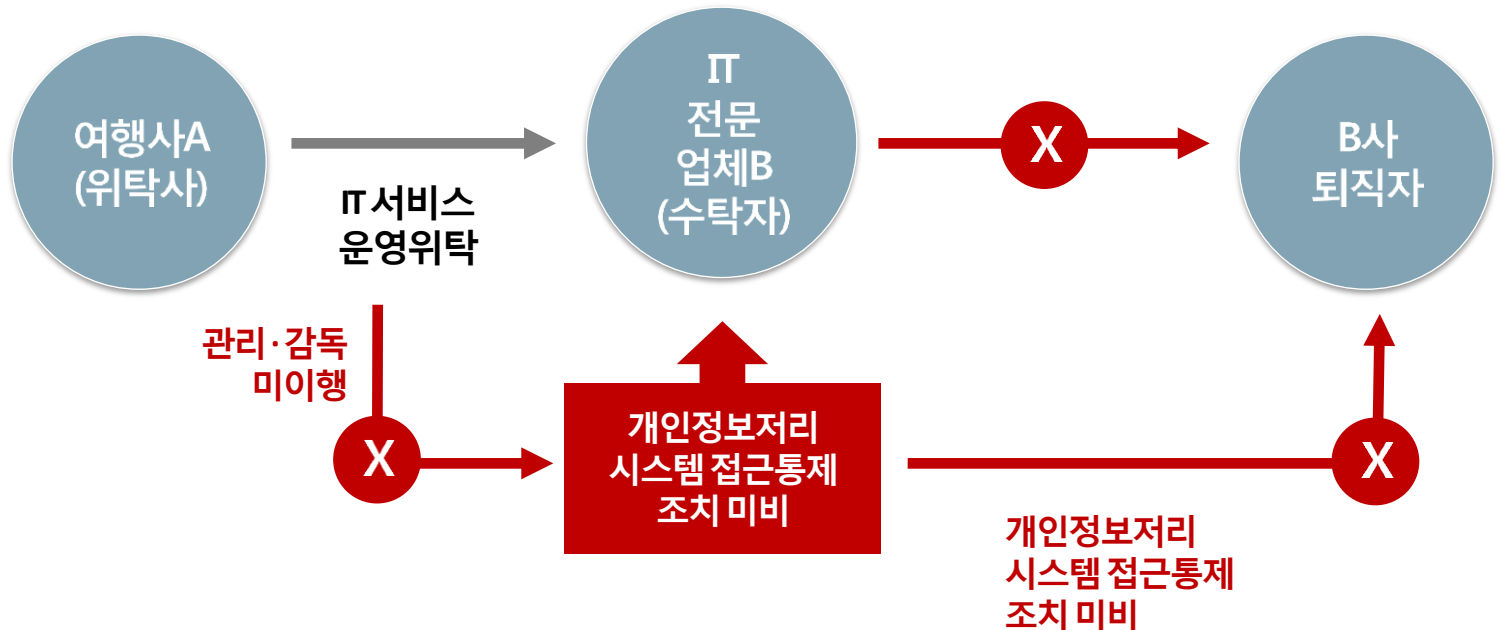 여행사A
(위탁사)
IT 서비스
운영위탁
IT
전문
업체B
(수탁자)
X
B사
퇴직자
관리·감독
미이행
X
개인정보저리
시스템 접근통제
조치 미비
X
개인정보저리
시스템 접근통제
조치 미비